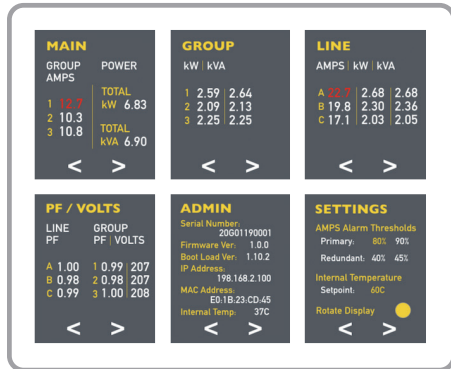 MAIN
GROUP AMPS POWER
1 12.7 TOTAL
2 10.3 kW 6.83
3 10.8 TOTAL
kVA 6.90
< >
GROUP
kW | kVA
1 2.59 2.64
2 2.09 2.13
3 2.25 2.25
< >
LINE
AMPS | kW | kVA
A 22.7 2.68 2.68
B 19.8 2.30 2.36
C 17.1 2.03 2.05
< >
PF / VOLTS
LINE GROUP
PF PF | VOLTS
A 1.00 1 0.99 207
B 0.98 2 0.98 207
C 0.99 3 1.00 208
< >
ADMIN
Serial Number:
20G01190001
Firmware Ver: 1.0.0
Boot Load Ver: 1.10.2
IP Address:
198.168.2.100
MAC Address:
E0:1B:23:CD:45
Internal Temp: 37C
< >
SETTINGS
AMPS Alarm Thresholds
Primary: 80% 90%
Redundant: 40% 45%
Internal Temperature
Setpoint: 60C
Rotate Display
< >